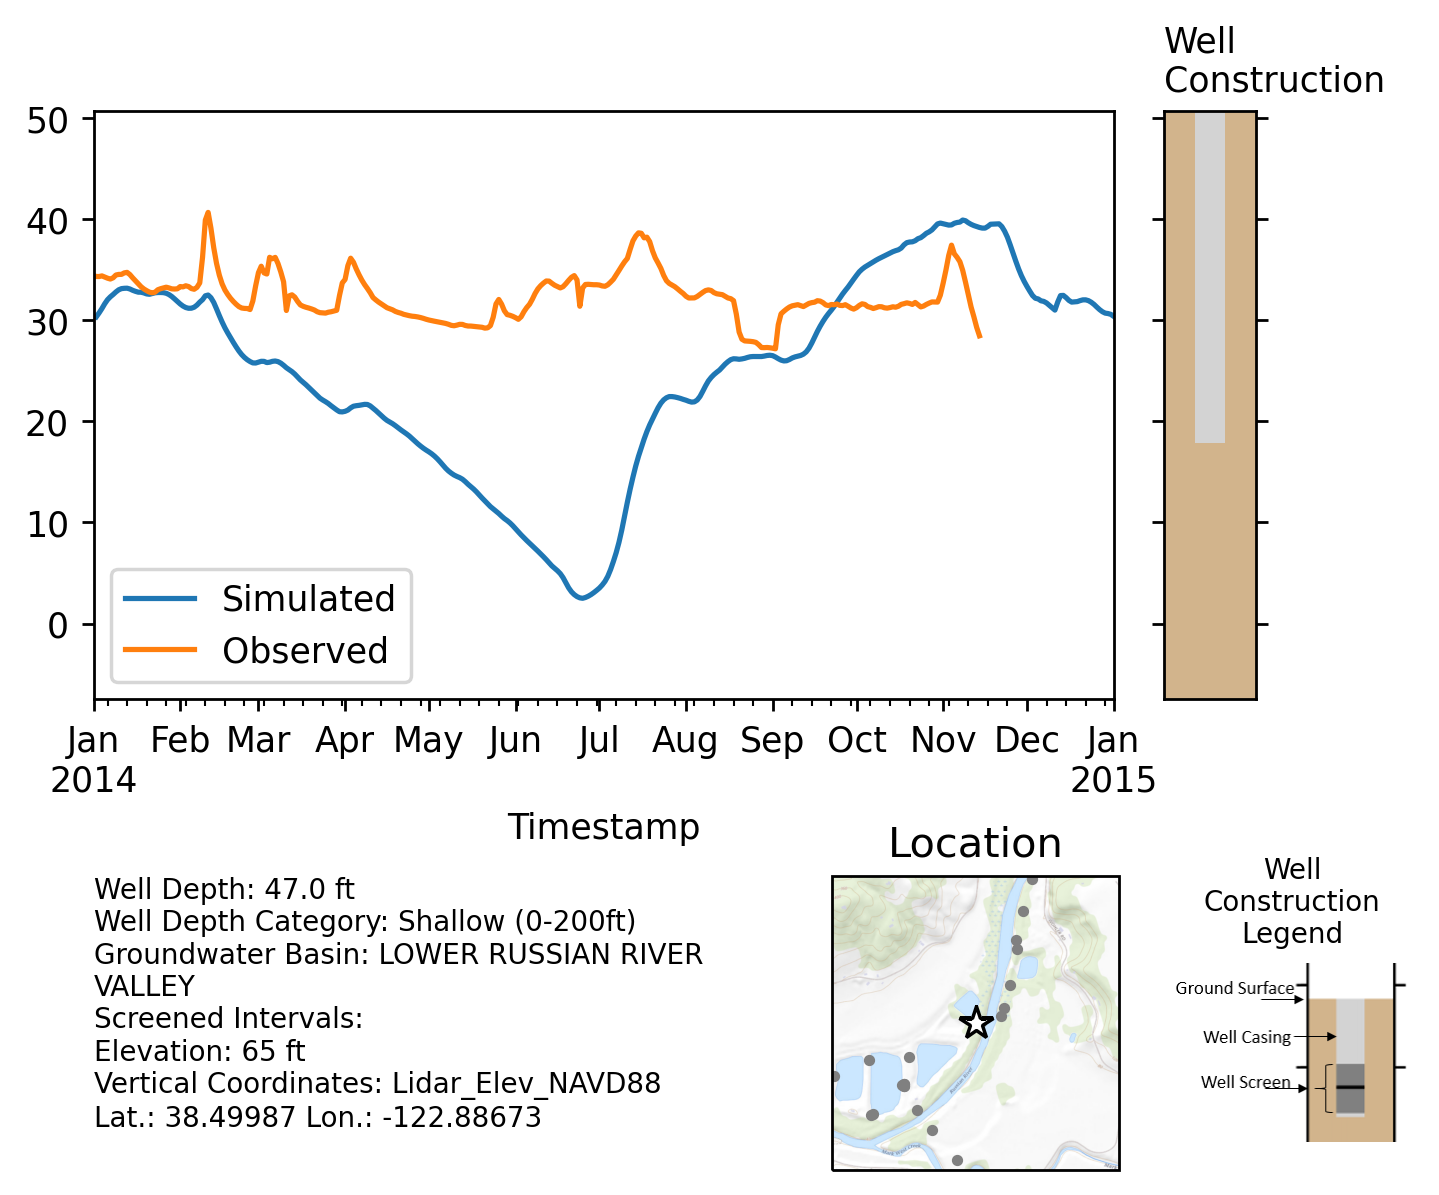 Well
Construction
50
40
30
20
10
0
Simulated
Observed
Jan Feb Mar Apr May Jun Jul Aug Sep Oct Nov Dec Jan
2014 2015
Timestamp
Well Depth: 47.0 ft
Well Depth Category: Shallow (0-200ft)
Groundwater Basin: LOWER RUSSIAN RIVER
VALLEY
Screened Intervals:
Elevation: 65 ft
Vertical Coordinates: Lidar_Elev_NAVD88
Lat.: 38.49987 Lon.: -122.88673
Location
Well
Construction
Legend
Ground Surface
Well Casing
Well Screen